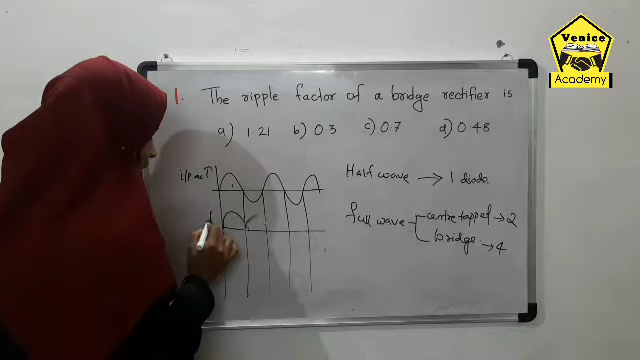 Venice
Academy
1. The ripple factor of a bridge rectifier is
a) 1.21 b) 0.3 c) 0.7 d) 0.48
i/p ac
Half wave → 1 diode
full wave centre tapped → 2
bridge → 4